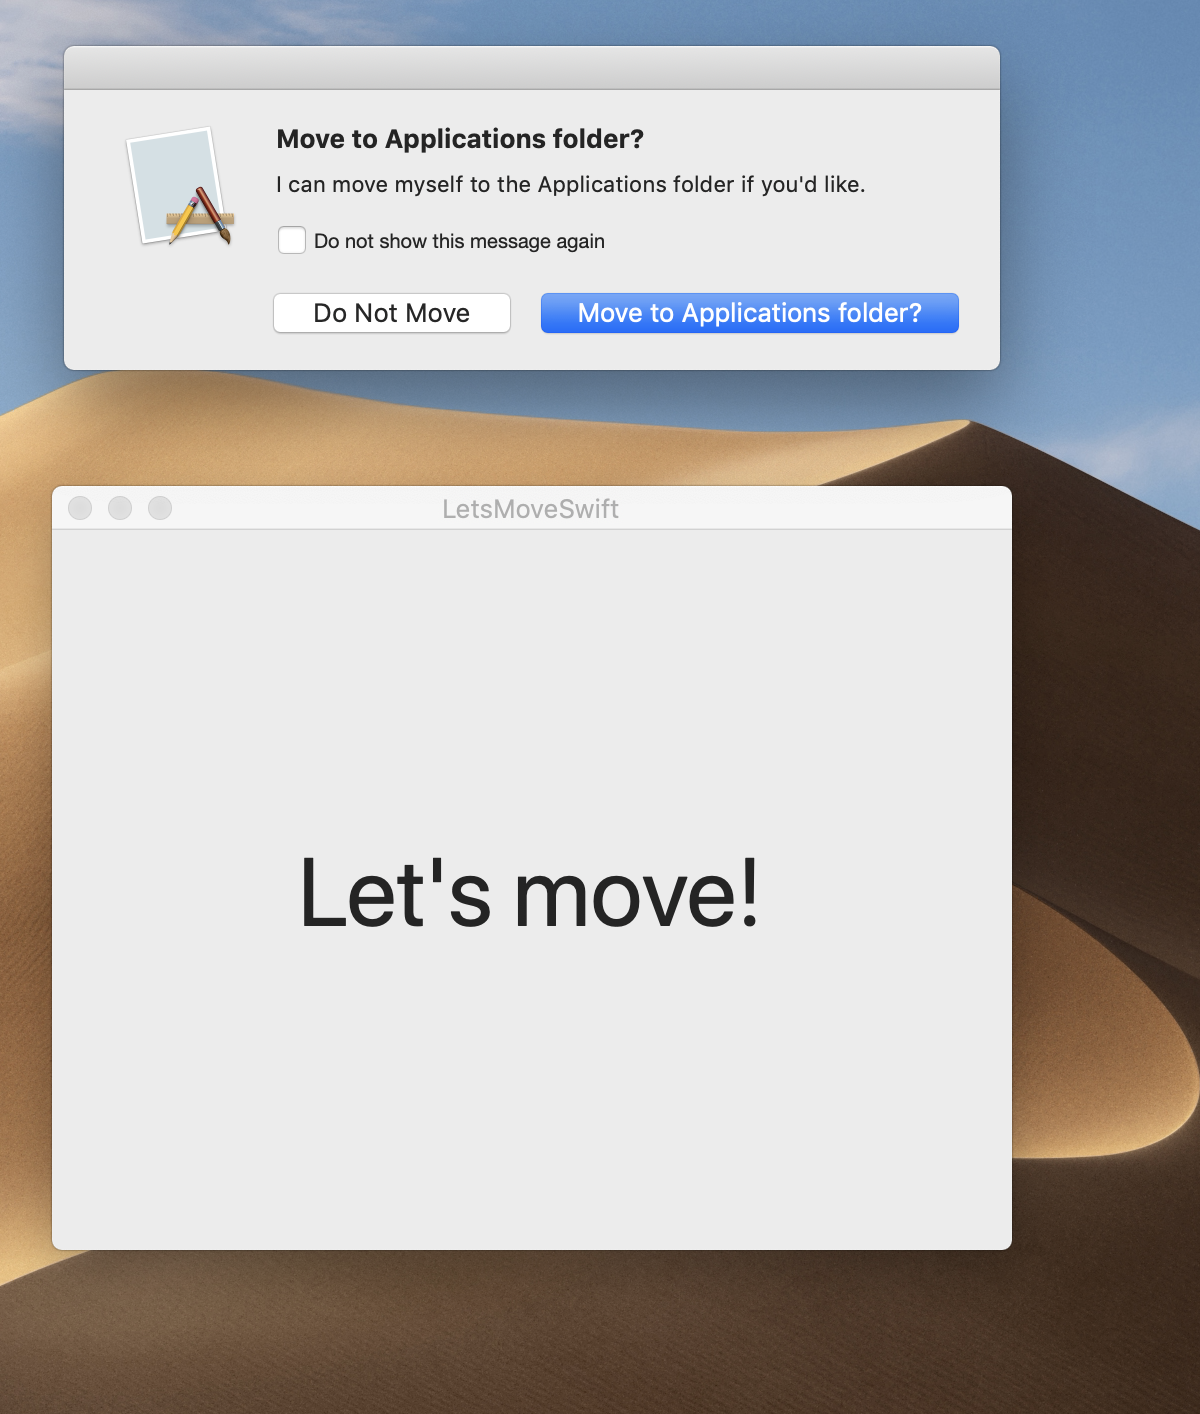 Move to Applications folder?
I can move myself to the Applications folder if you'd like.
Do not show this message again
Do Not Move
Move to Applications folder?
LetsMoveSwift
Let's move!